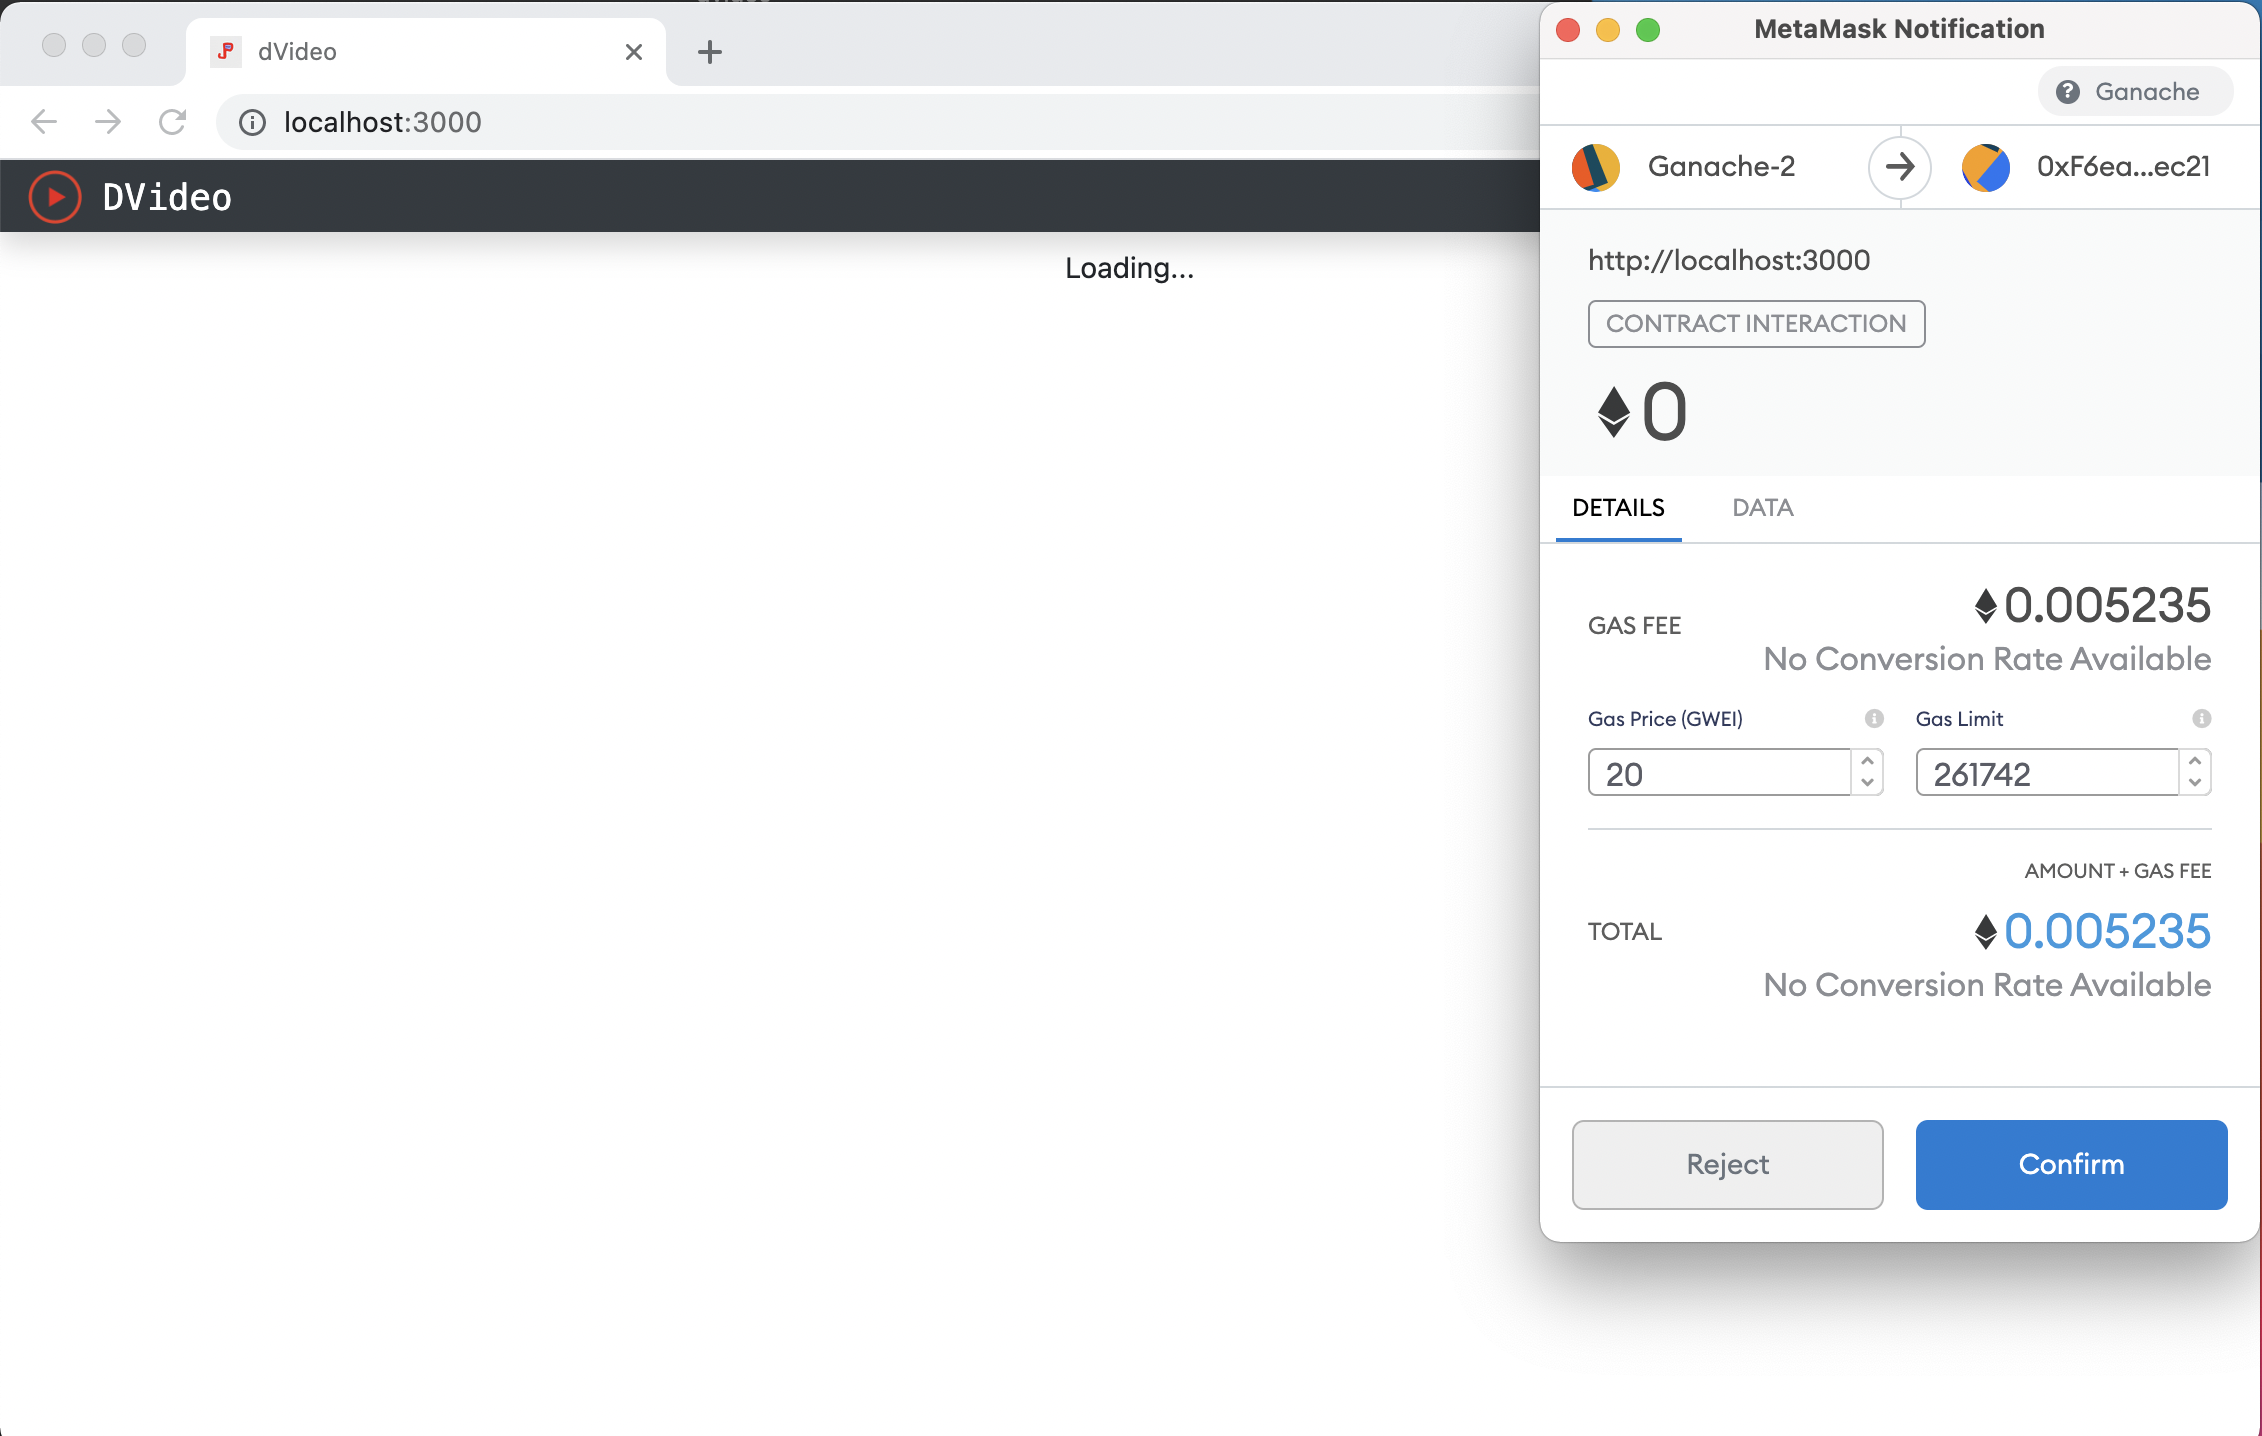 dVideo
localhost:3000
DVideo
Loading...
MetaMask Notification
Ganache
Ganache-2
0xF6ea...ec21
http://localhost:3000
CONTRACT INTERACTION
0
DETAILS
DATA
GAS FEE
0.005235
No Conversion Rate Available
Gas Price (GWEI)
Gas Limit
20
261742
AMOUNT + GAS FEE
TOTAL
0.005235
No Conversion Rate Available
Reject
Confirm